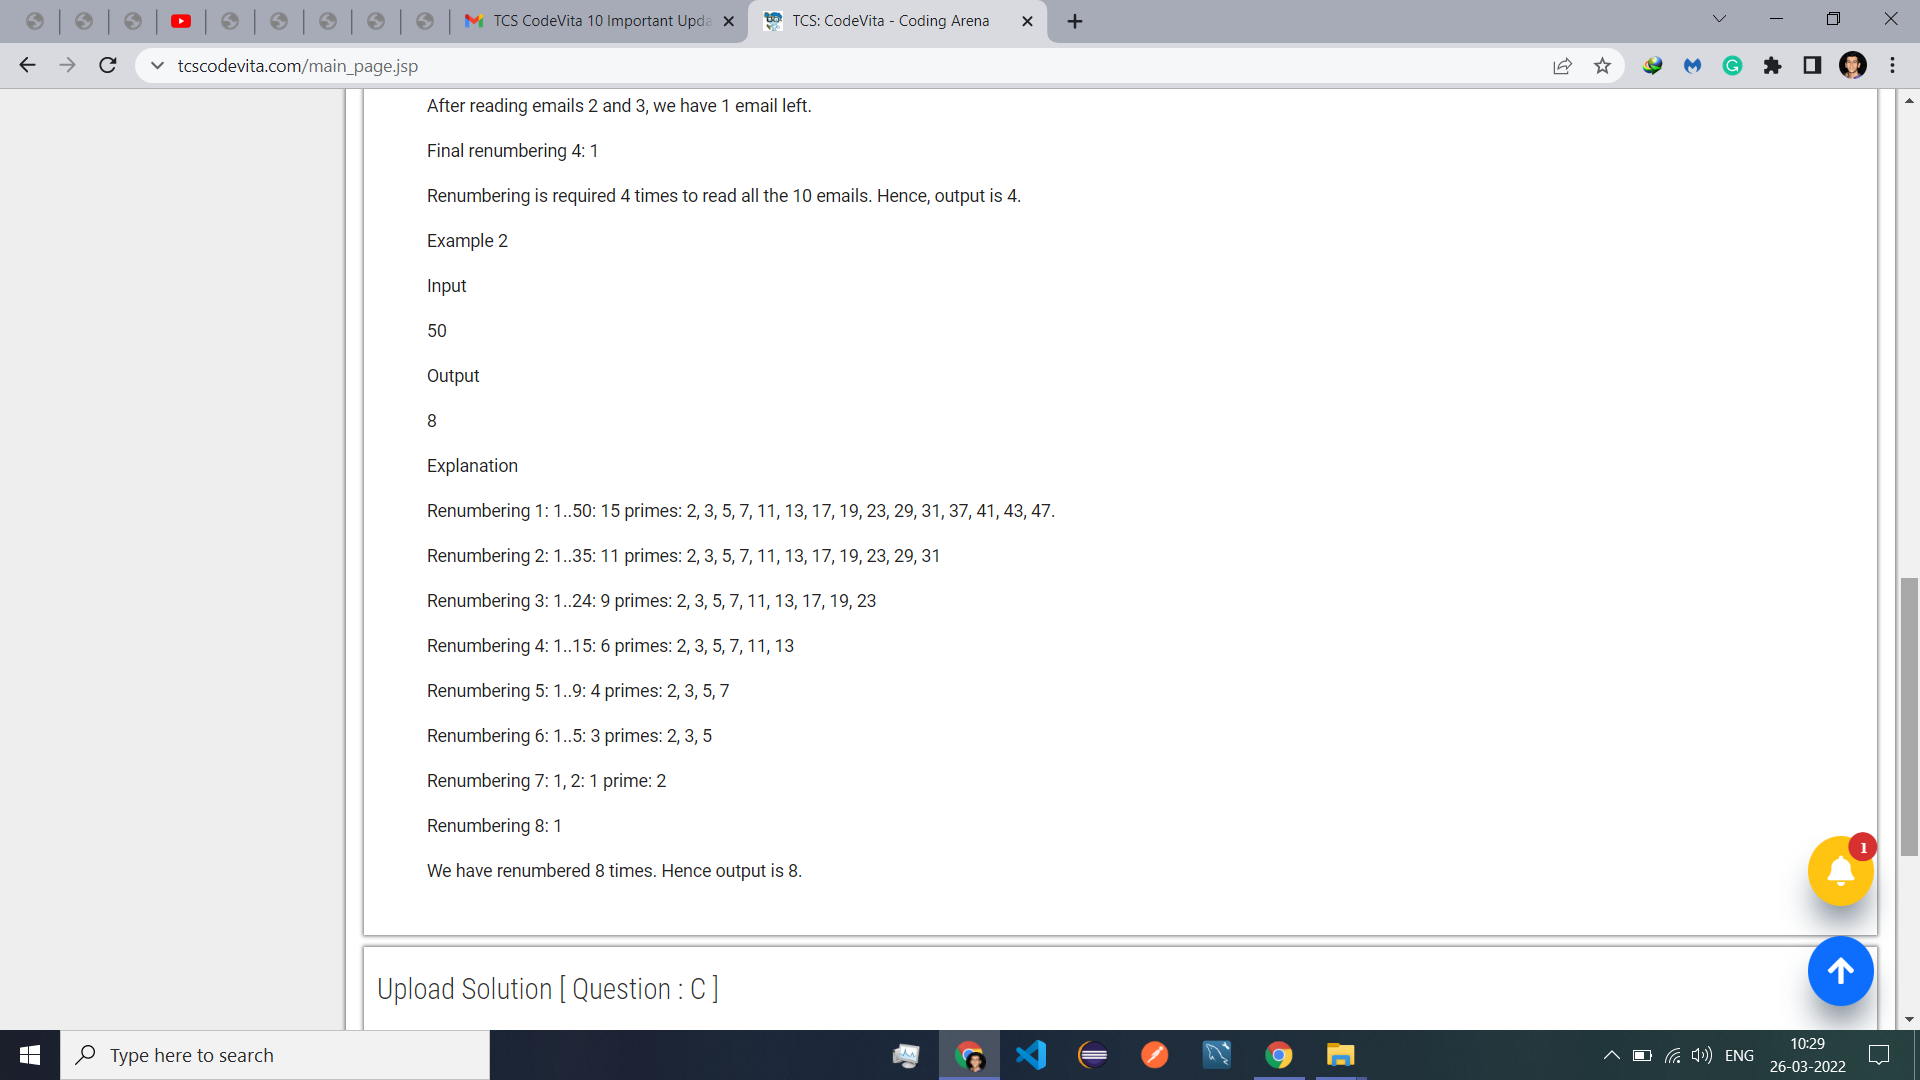 TCS CodeVita 10 Important Upda
TCS: CodeVita - Coding Arena
tcscodevita.com/main_page.jsp
After reading emails 2 and 3, we have 1 email left.
Final renumbering 4: 1
Renumbering is required 4 times to read all the 10 emails. Hence, output is 4.
Example 2
Input
50
Output
8
Explanation
Renumbering 1: 1..50: 15 primes: 2, 3, 5, 7, 11, 13, 17, 19, 23, 29, 31, 37, 41, 43, 47.
Renumbering 2: 1..35: 11 primes: 2, 3, 5, 7, 11, 13, 17, 19, 23, 29, 31
Renumbering 3: 1..24: 9 primes: 2, 3, 5, 7, 11, 13, 17, 19, 23
Renumbering 4: 1..15: 6 primes: 2, 3, 5, 7, 11, 13
Renumbering 5: 1..9: 4 primes: 2, 3, 5, 7
Renumbering 6: 1..5: 3 primes: 2, 3, 5
Renumbering 7: 1, 2: 1 prime: 2
Renumbering 8: 1
1
We have renumbered 8 times. Hence output is 8.
Upload Solution [ Question : C ]
Type here to search
ENG
10:29
26-03-2022